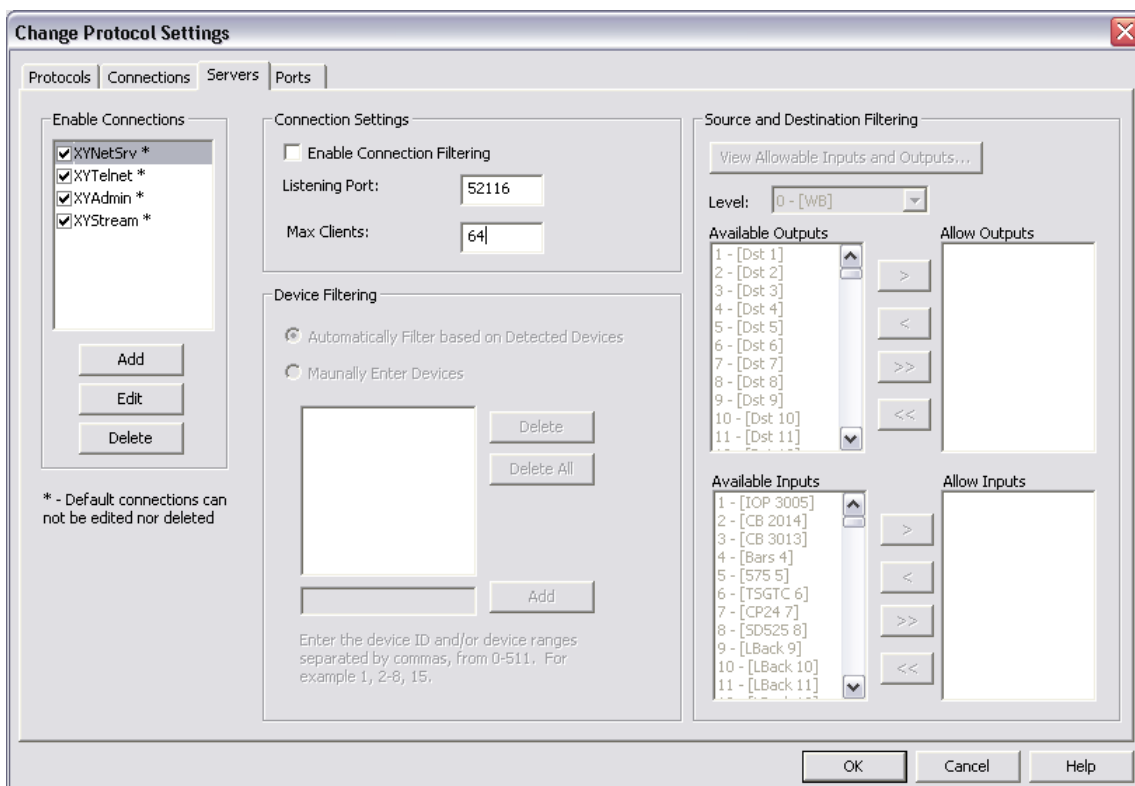 Change Protocol Settings
Protocols
Connections
Servers
Ports
Enable Connections
XYNetSrv *
XYTelnet *
XYAdmin *
XYStream *
Add
Edit
Delete
* - Default connections can
not be edited nor deleted
Connection Settings
Enable Connection Filtering
Listening Port:
52116
Max Clients:
64
Device Filtering
Automatically Filter based on Detected Devices
Maunally Enter Devices
Delete
Delete All
Add
Enter the device ID and/or device ranges
separated by commas, from 0-511. For
example 1, 2-8, 15.
Source and Destination Filtering
View Allowable Inputs and Outputs...
Level:
0 - [WB]
Available Outputs
1 - [Dst 1]
2 - [Dst 2]
3 - [Dst 3]
4 - [Dst 4]
5 - [Dst 5]
6 - [Dst 6]
7 - [Dst 7]
8 - [Dst 8]
9 - [Dst 9]
10 - [Dst 10]
11 - [Dst 11]
>
<
>>
<<
Allow Outputs
Available Inputs
1 - [IOP 3005]
2 - [CB 2014]
3 - [CB 3013]
4 - [Bars 4]
5 - [575 5]
6 - [TSGTC 6]
7 - [CP24 7]
8 - [SD525 8]
9 - [LBack 9]
10 - [LBack 10]
11 - [LBack 11]
>
<
>>
<<
Allow Inputs
OK
Cancel
Help